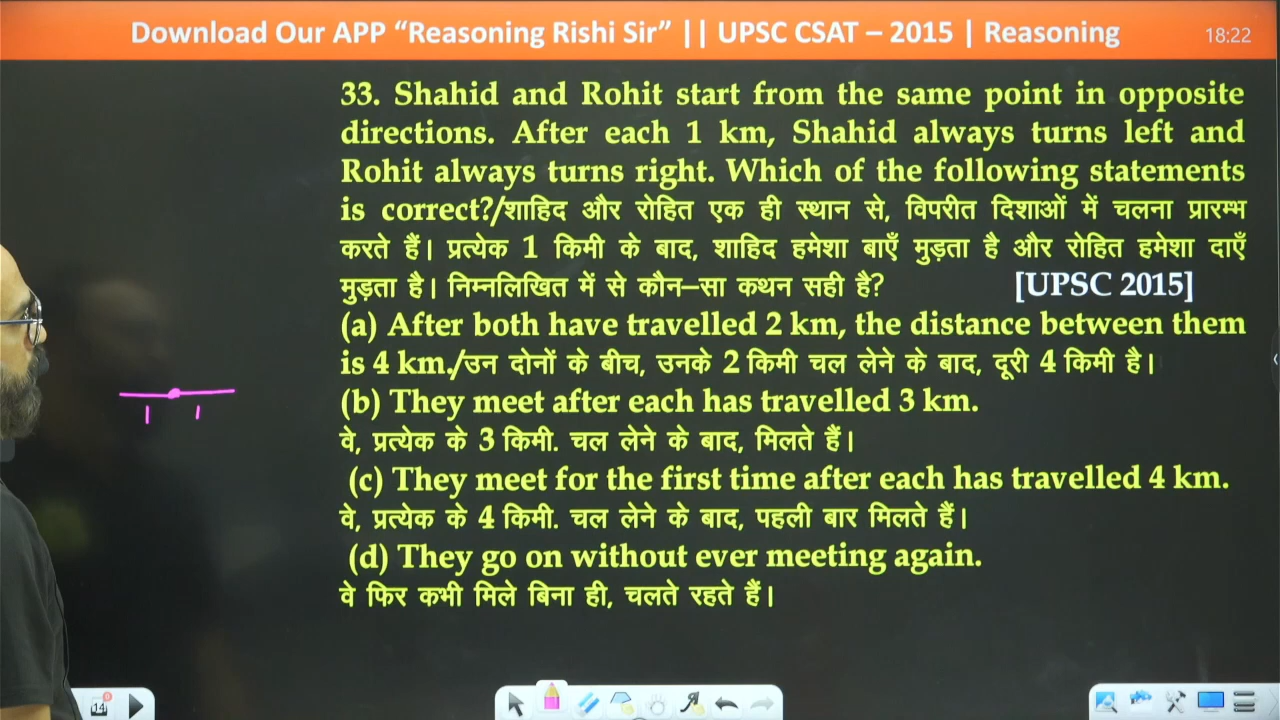 Download Our APP “Reasoning Rishi Sir” || UPSC CSAT – 2015 | Reasoning
18:22
33. Shahid and Rohit start from the same point in opposite
directions. After each 1 km, Shahid always turns left and
Rohit always turns right. Which of the following statements
is correct?/शाहिद और रोहित एक ही स्थान से, विपरीत दिशाओं में चलना प्रारम्भ
करते हैं। प्रत्येक 1 किमी के बाद, शाहिद हमेशा बाएँ मुड़ता है और रोहित हमेशा दाएँ
मुड़ता है। निम्नलिखित में से कौन–सा कथन सही है? [UPSC 2015]
(a) After both have travelled 2 km, the distance between them
is 4 km./उन दोनों के बीच, उनके 2 किमी चल लेने के बाद, दूरी 4 किमी है।
(b) They meet after each has travelled 3 km.
वे, प्रत्येक के 3 किमी. चल लेने के बाद, मिलते हैं।
(c) They meet for the first time after each has travelled 4 km.
वे, प्रत्येक के 4 किमी. चल लेने के बाद, पहली बार मिलते हैं।
(d) They go on without ever meeting again.
वे फिर कभी मिले बिना ही, चलते रहते हैं।
1 1
14